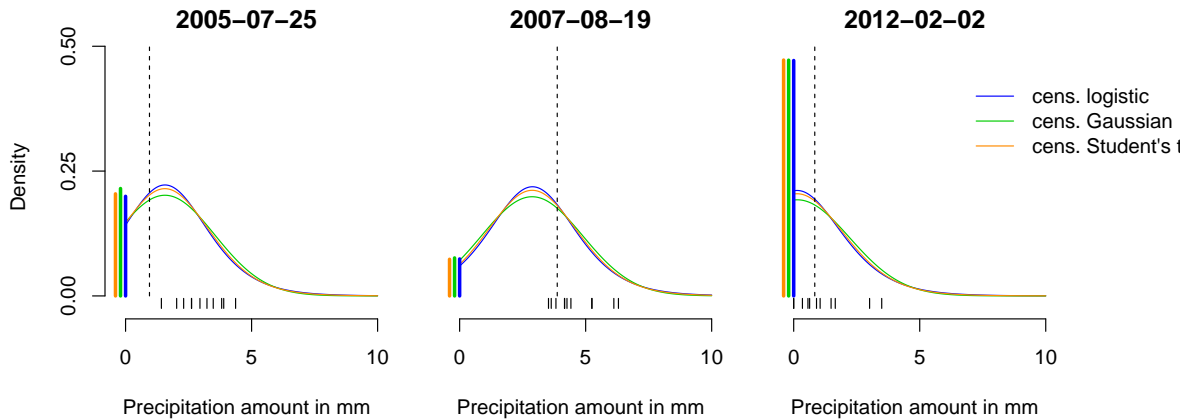 2005−07−25 2007−08−19 2012−02−02
0.50
cens. logistic
cens. Gaussian
cens. Student's t
0.25
Density
0.00
0 5 10 0 5 10 0 5 10
Precipitation amount in mm Precipitation amount in mm Precipitation amount in mm